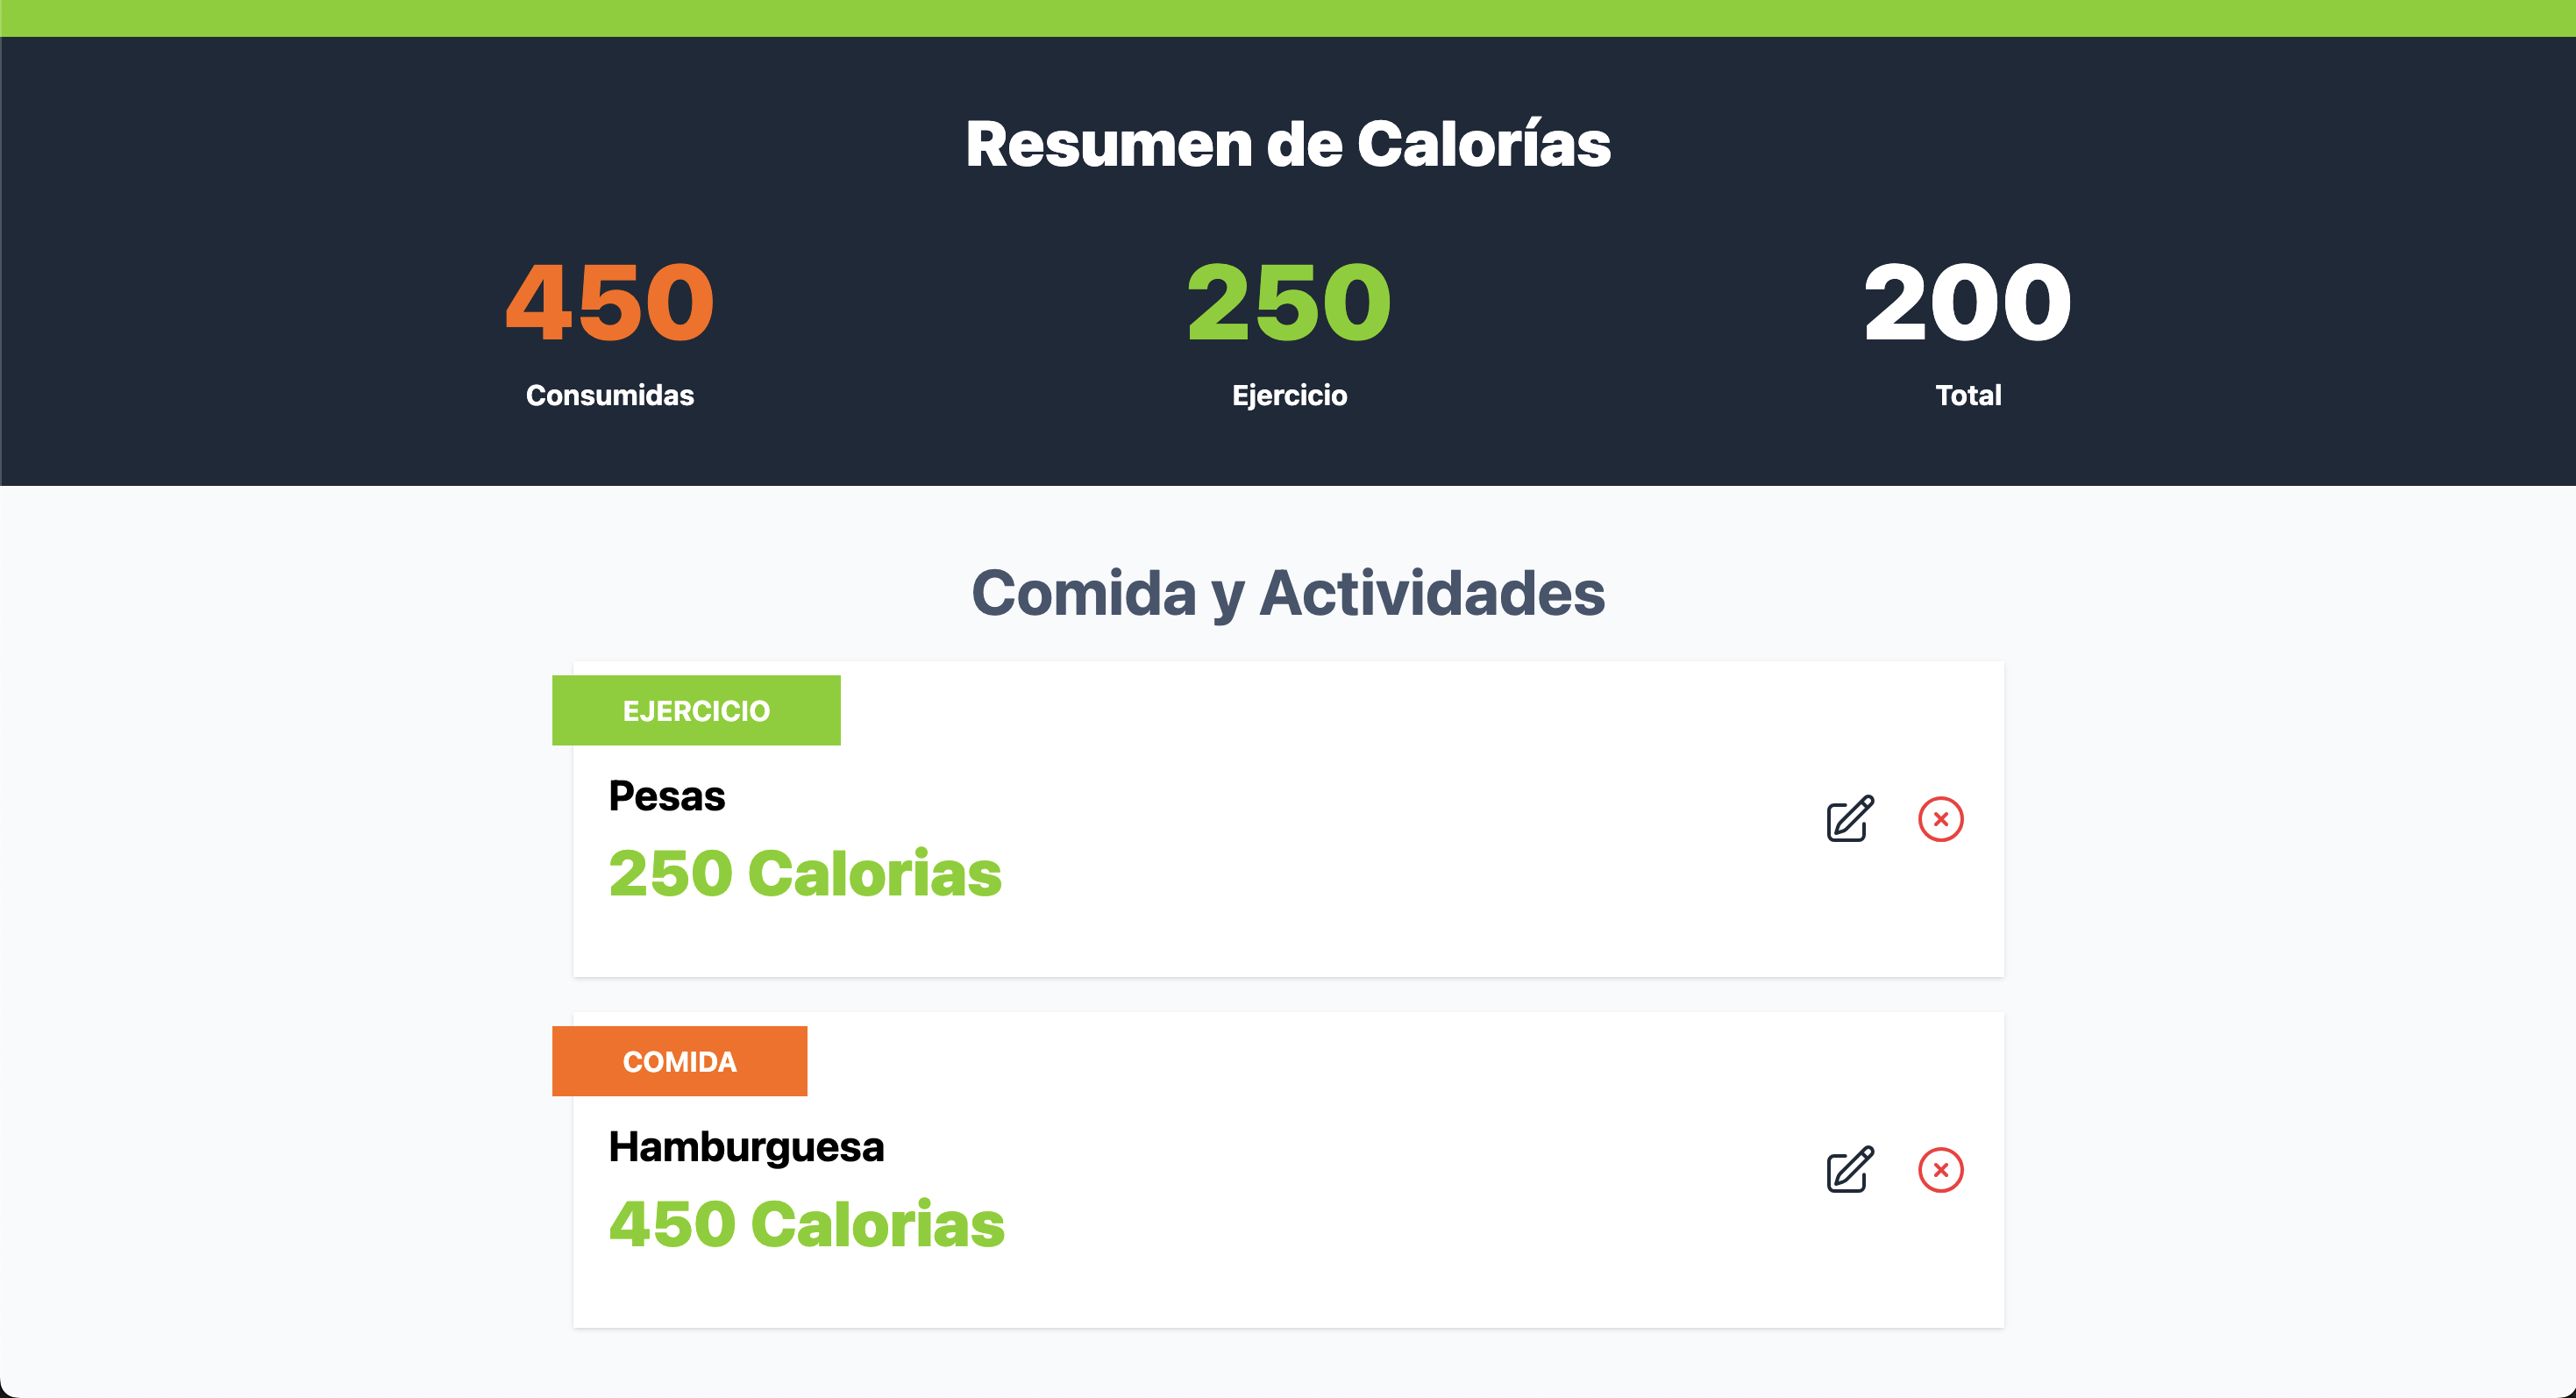 Resumen de Calorías
450
Consumidas
250
Ejercicio
200
Total
Comida y Actividades
EJERCICIO
Pesas
250 Calorias
COMIDA
Hamburguesa
450 Calorias